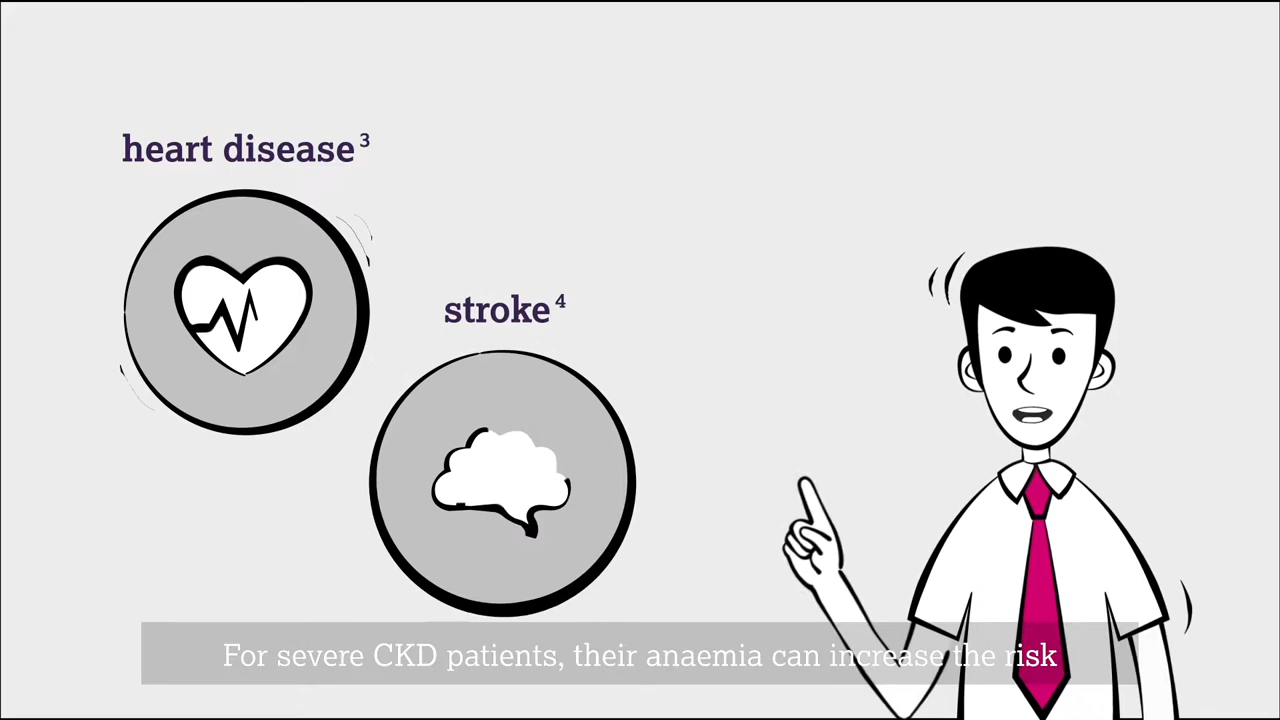 heart disease³
stroke⁴
For severe CKD patients, their anaemia can increase the risk